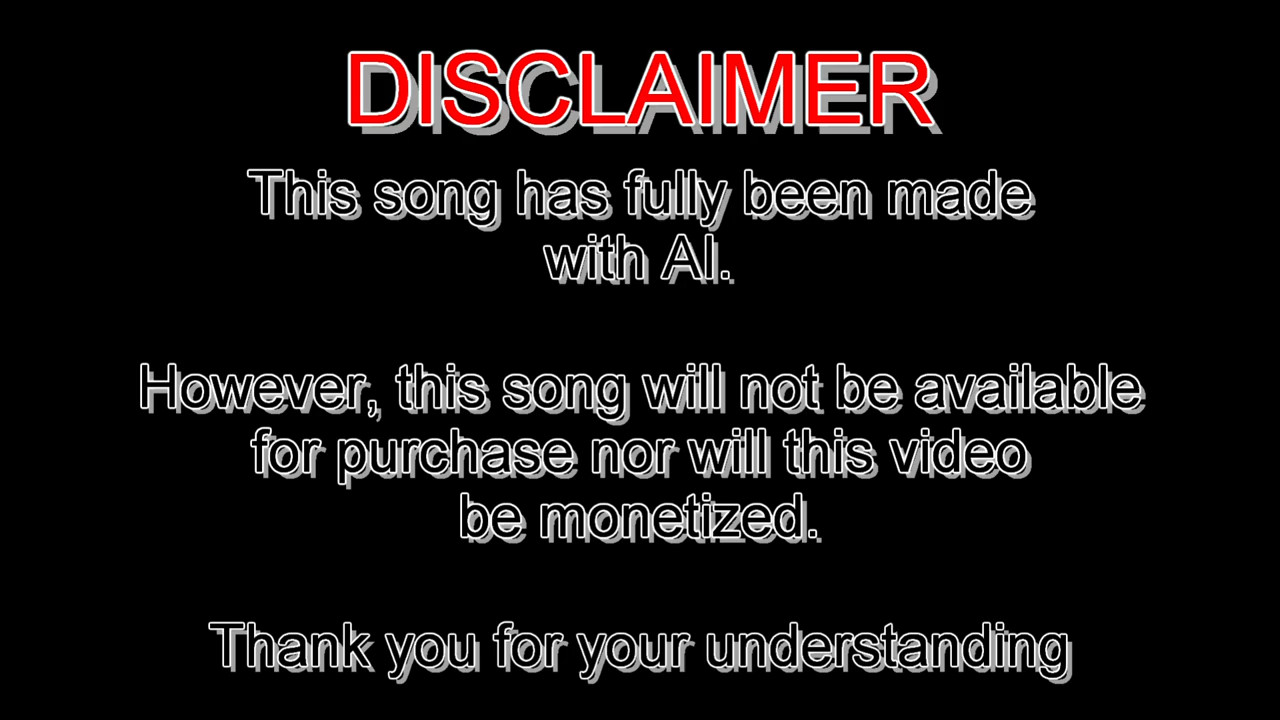 DISCLAIMER
This song has fully been made
with AI.
However, this song will not be available
for purchase nor will this video
be monetized.
Thank you for your understanding